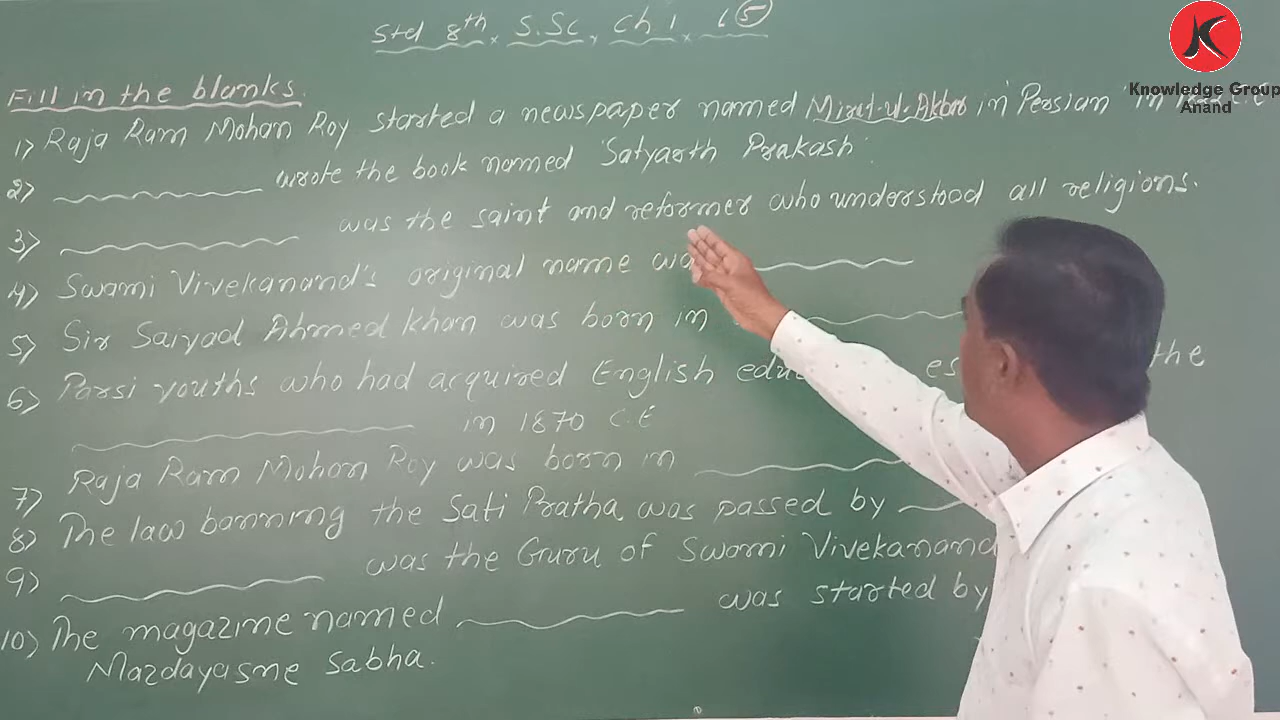 Std 8th, S.Sc, Ch 1, L 5
Knowledge Group
Anand
Fill in the blanks.
1) Raja Ram Mohan Roy started a newspaper named Mirat-ul-Akbar in 'Persian' in
2) wrote the book named 'Satyarth Prakash'.
3) was the saint and reformer who understood all religions.
4) Swami Vivekanand's original name wa
5) Sir Saiyad Ahmed khan was born in
6) Parsi youths who had acquired English edu es the
in 1870 C.E
7) Raja Ram Mohan Roy was born in
8) The law banning the Sati Pratha was passed by
9) was the Guru of Swami Vivekanand
10) The magazine named was started by
Mazdayasne Sabha.